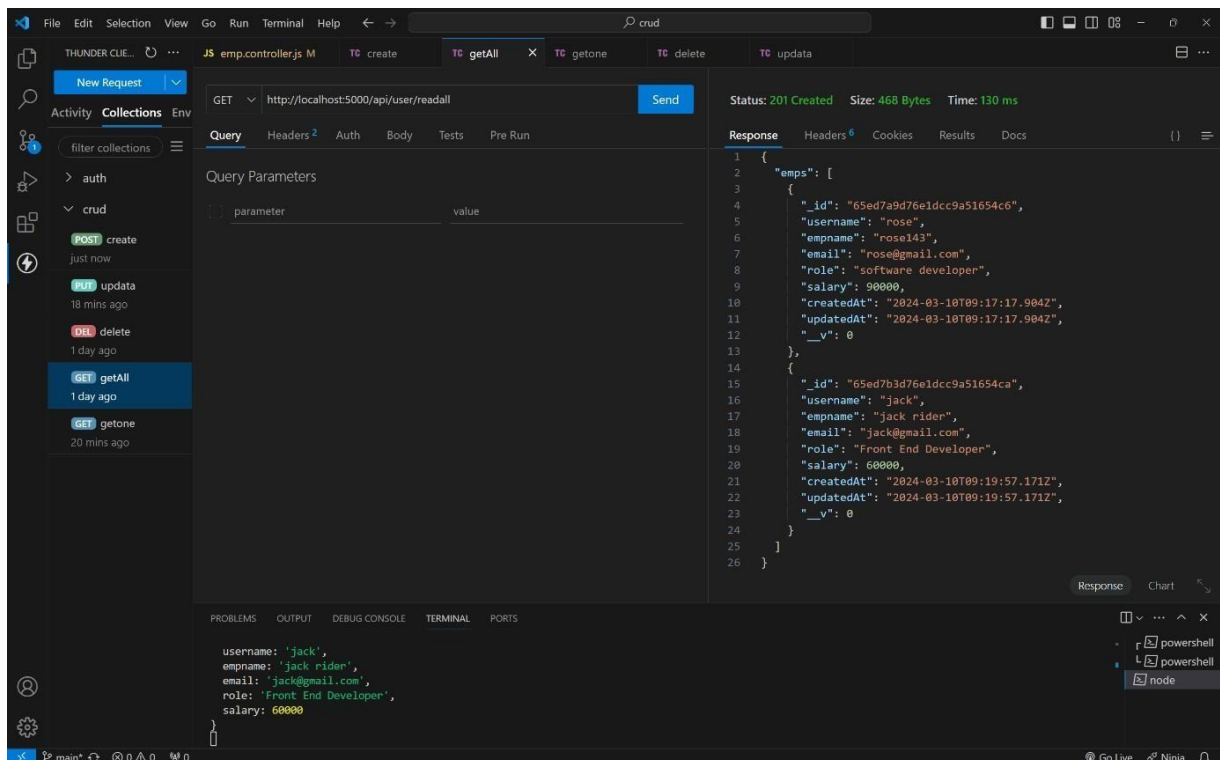 File Edit Selection View Go Run Terminal Help crud
THUNDER CLIE...
New Request
Activity Collections Env
filter collections
auth
crud
POST create
just now
PUT updata
18 mins ago
DEL delete
1 day ago
GET getAll
1 day ago
GET getone
20 mins ago
JS emp.controller.js M TC create TC getAll TC getone TC delete TC updata
GET http://localhost:5000/api/user/readall Send
Query Headers 2 Auth Body Tests Pre Run
Query Parameters
parameter value
Status: 201 Created Size: 468 Bytes Time: 130 ms
Response Headers 6 Cookies Results Docs {}
1 {
2 "emps": [
3 {
4 "_id": "65ed7a9d76e1dcc9a51654c6",
5 "username": "rose",
6 "empname": "rose143",
7 "email": "rose@gmail.com",
8 "role": "software developer",
9 "salary": 90000,
10 "createdAt": "2024-03-10T09:17:17.904Z",
11 "updatedAt": "2024-03-10T09:17:17.904Z",
12 "__v": 0
13 },
14 {
15 "_id": "65ed7b3d76e1dcc9a51654ca",
16 "username": "jack",
17 "empname": "jack rider",
18 "email": "jack@gmail.com",
19 "role": "Front End Developer",
20 "salary": 60000,
21 "createdAt": "2024-03-10T09:19:57.171Z",
22 "updatedAt": "2024-03-10T09:19:57.171Z",
23 "__v": 0
24 }
25 ]
26 }
Response Chart
PROBLEMS OUTPUT DEBUG CONSOLE TERMINAL PORTS
username: 'jack',
empname: 'jack rider',
email: 'jack@gmail.com',
role: 'Front End Developer',
salary: 60000
}
powershell
powershell
node
main* 0 0 0 Go Live Ninja